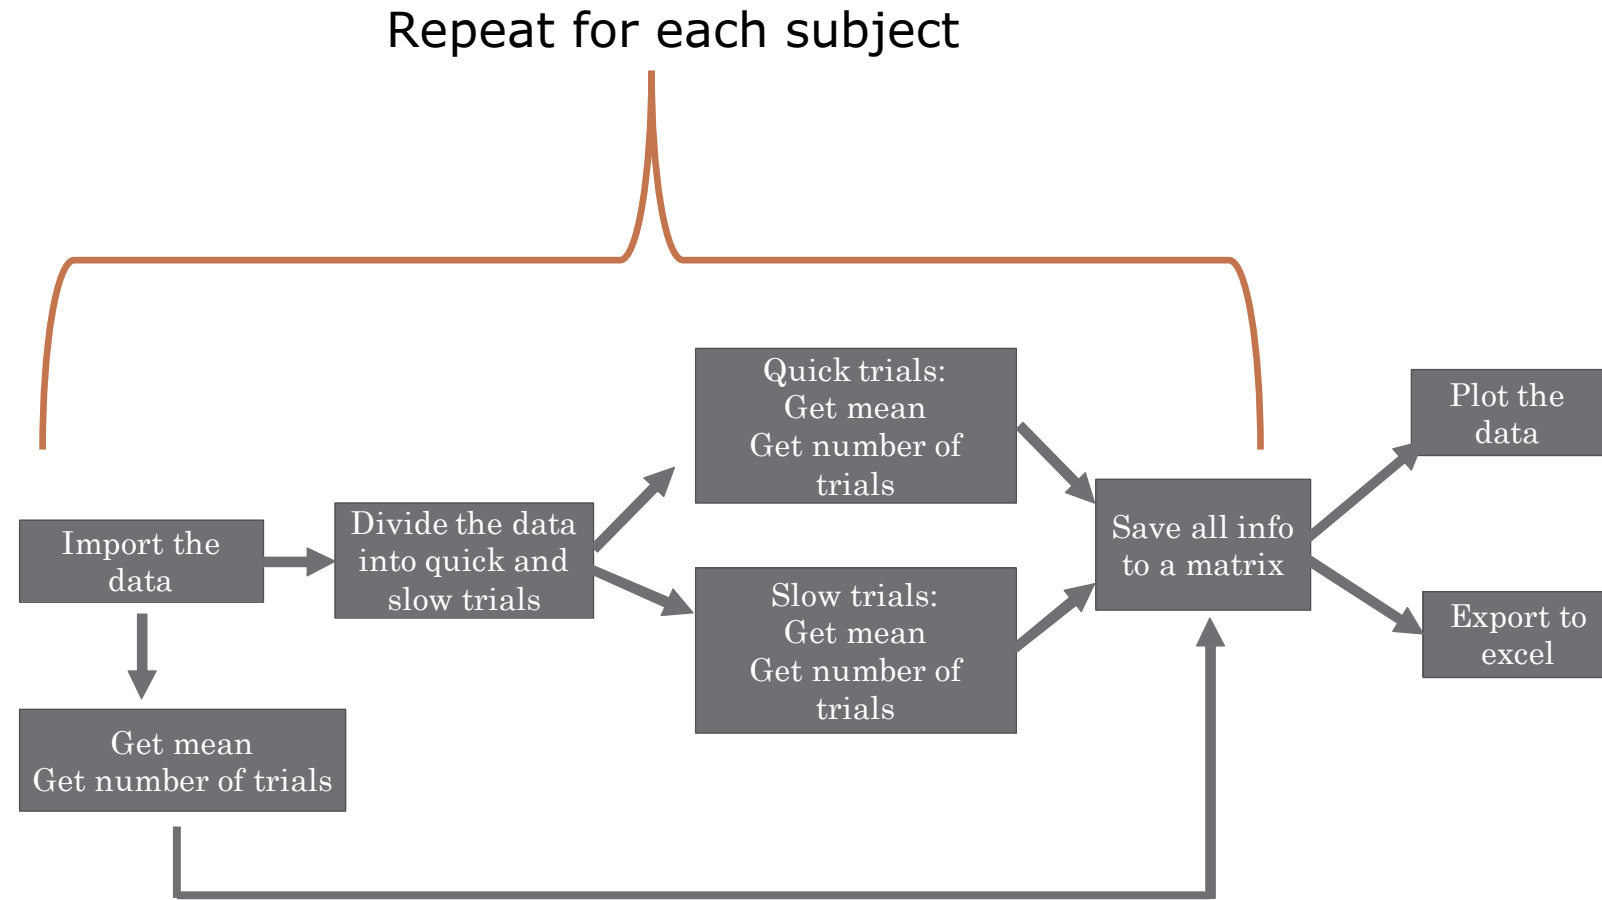 Repeat for each subject
Import the
data
Get mean
Get number of trials
Divide the data
into quick and
slow trials
Quick trials:
Get mean
Get number of
trials
Slow trials:
Get mean
Get number of
trials
Save all info
to a matrix
Plot the
data
Export to
excel